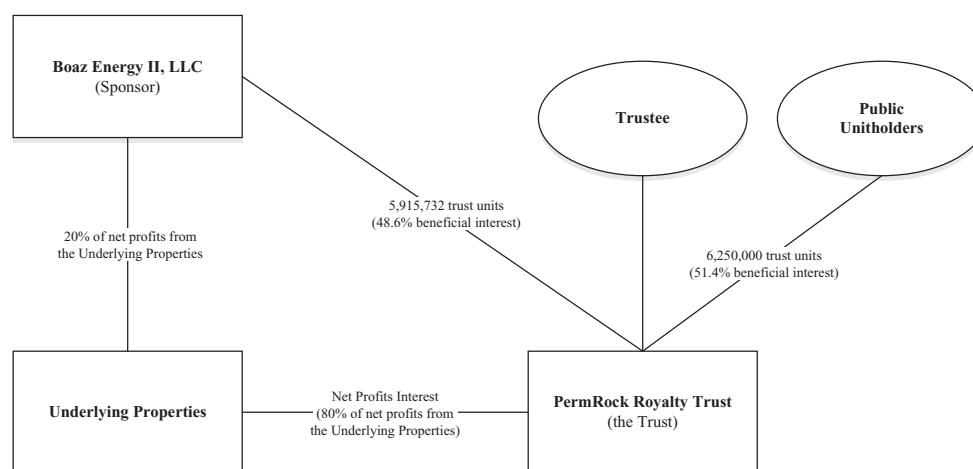 Boaz Energy II, LLC
(Sponsor)
Trustee
Public
Unitholders
5,915,732 trust units
(48.6% beneficial interest)
20% of net profits from
the Underlying Properties
6,250,000 trust units
(51.4% beneficial interest)
Underlying Properties
Net Profits Interest
(80% of net profits from
the Underlying Properties)
PermRock Royalty Trust
(the Trust)